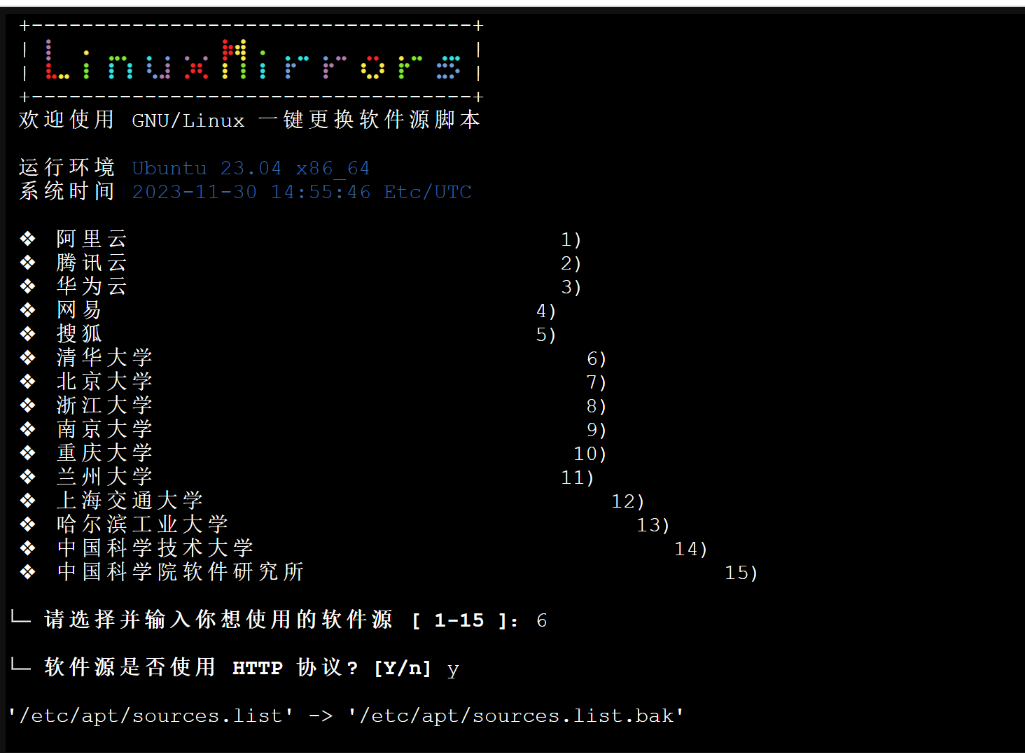 +------------------------------------+
| LinuxMirrors |
+------------------------------------+
欢迎使用 GNU/Linux 一键更换软件源脚本
运行环境 Ubuntu 23.04 x86_64
系统时间 2023-11-30 14:55:46 Etc/UTC
❖ 阿里云 1)
❖ 腾讯云 2)
❖ 华为云 3)
❖ 网易 4)
❖ 搜狐 5)
❖ 清华大学 6)
❖ 北京大学 7)
❖ 浙江大学 8)
❖ 南京大学 9)
❖ 重庆大学 10)
❖ 兰州大学 11)
❖ 上海交通大学 12)
❖ 哈尔滨工业大学 13)
❖ 中国科学技术大学 14)
❖ 中国科学院软件研究所 15)
└─ 请选择并输入你想使用的软件源 [ 1-15 ]: 6
└─ 软件源是否使用 HTTP 协议? [Y/n] y
'/etc/apt/sources.list' -> '/etc/apt/sources.list.bak'